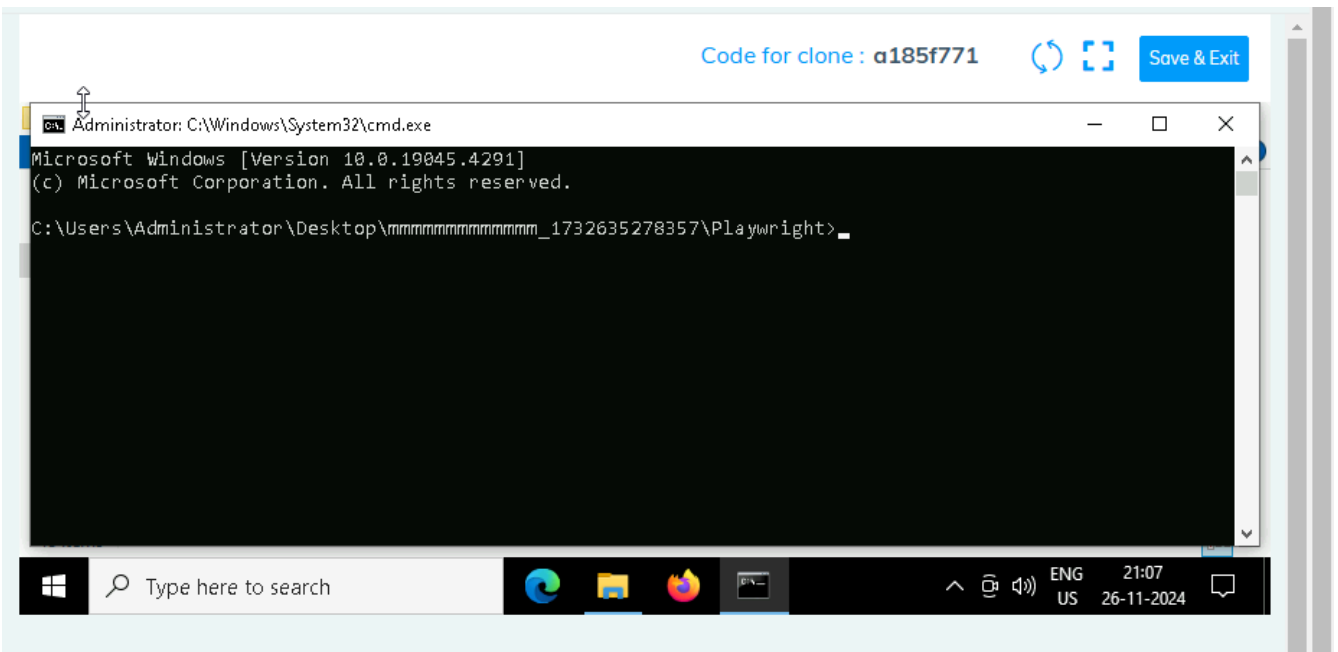 Code for clone : a185f771
Save & Exit
Administrator: C:\Windows\System32\cmd.exe
Microsoft Windows [Version 10.0.19045.4291]
(c) Microsoft Corporation. All rights reserved.
C:\Users\Administrator\Desktop\mmmmmmmmmmmmm_1732635278357\Playwright>
Type here to search
ENG
US
21:07
26-11-2024